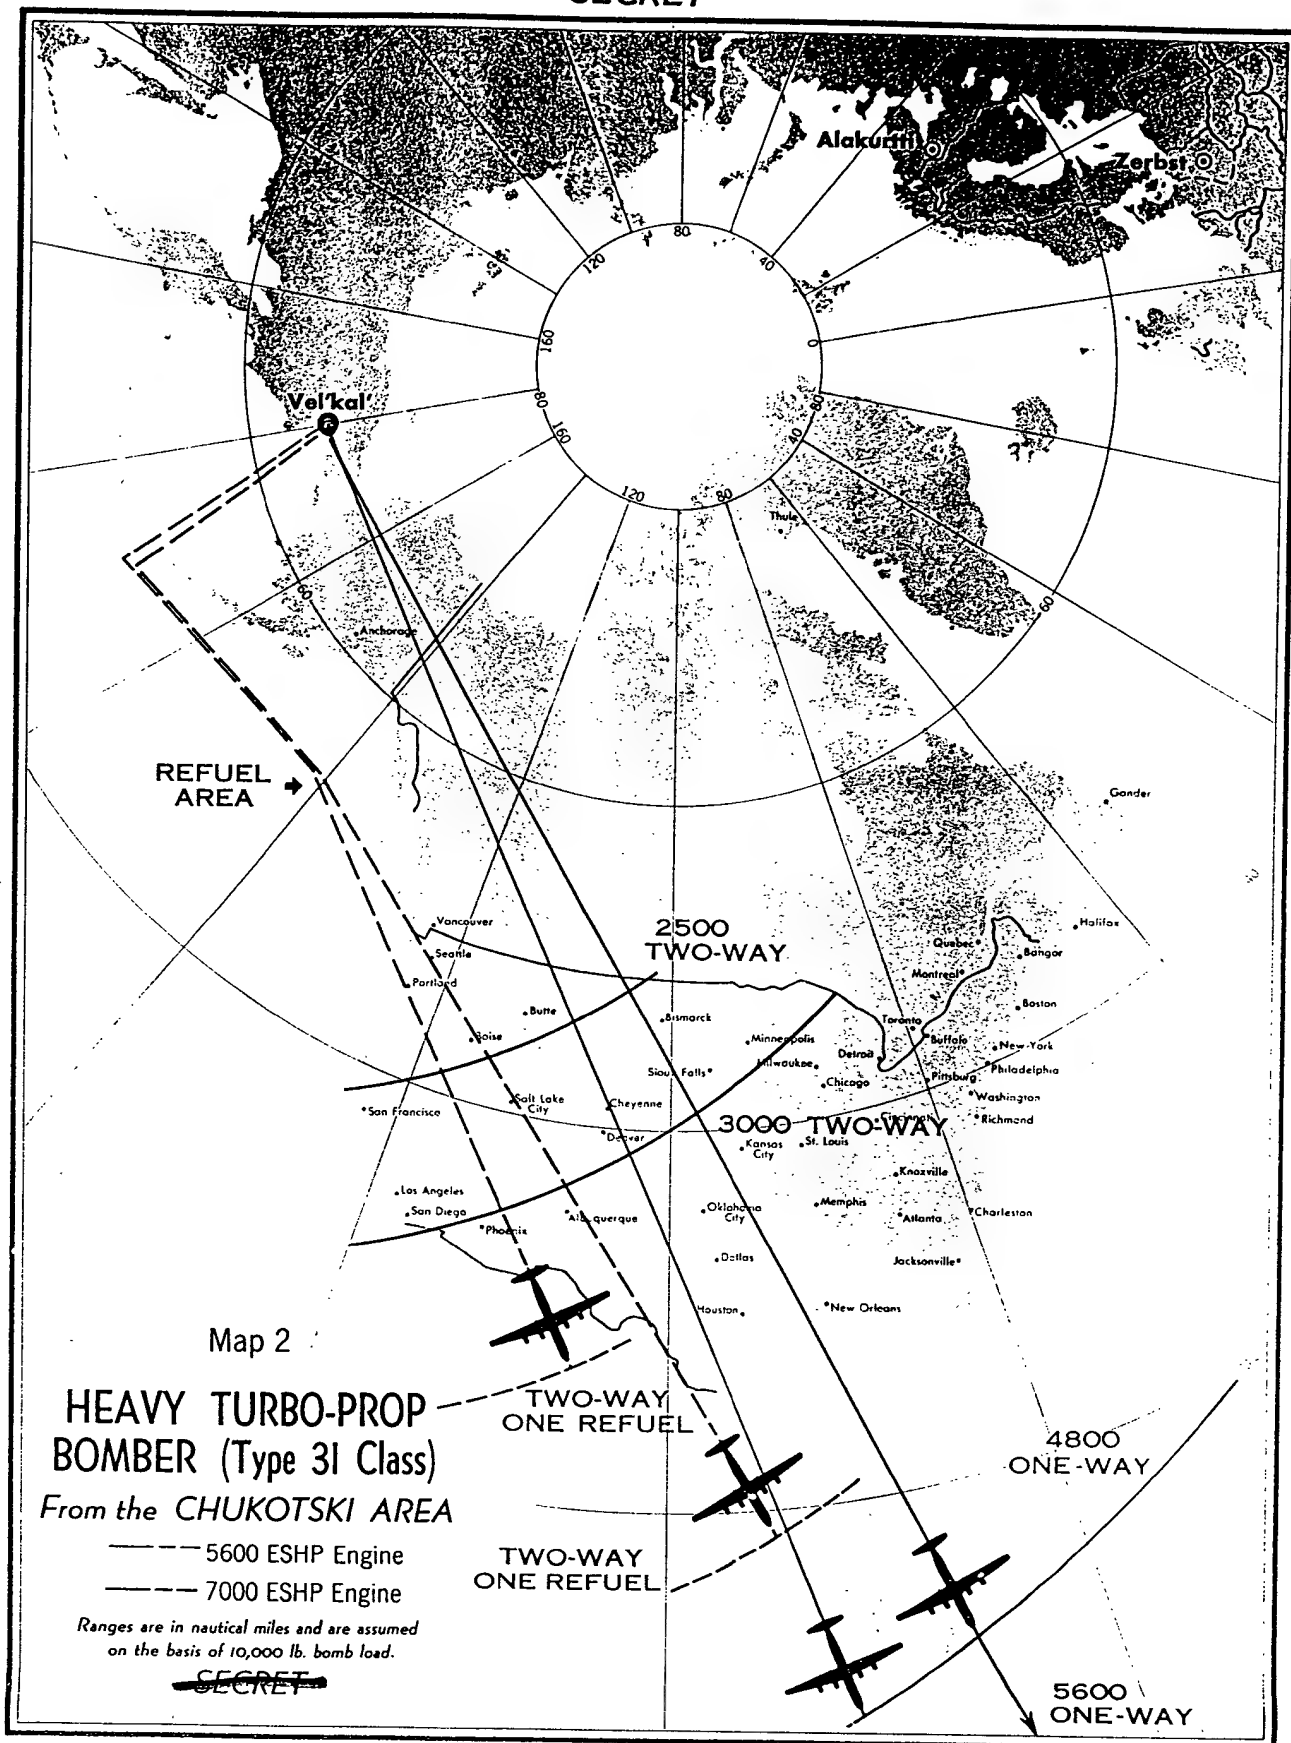 SECRET
Alakurtti
Zerbst
80
120
40
160
0
Vel'kal'
80
80
160
40
120
80
Thule
60
60
Anchorage
REFUEL
AREA
Gander
Vancouver
2500
TWO-WAY
Halifax
Quebec
Bangor
Seattle
Montreal
Portland
Boston
Butte
Bismarck
Toronto
Boise
Minneapolis
Buffalo
New York
Detroit
Milwaukee
Philadelphia
Sioux Falls
Chicago
Pittsburg
Washington
Salt Lake
City
Cheyenne
San Francisco
3000 TWO-WAY
Cincinnati
Richmond
Denver
Kansas
City
St. Louis
Knoxville
Los Angeles
San Diego
Oklahoma
City
Memphis
Atlanta
Charleston
Phoenix
Albuquerque
Dallas
Jacksonville
Houston
New Orleans
Map 2
HEAVY TURBO-PROP
BOMBER (Type 31 Class)
From the CHUKOTSKI AREA
5600 ESHP Engine
7000 ESHP Engine
Ranges are in nautical miles and are assumed
on the basis of 10,000 lb. bomb load.
SECRET
TWO-WAY
ONE REFUEL
4800
ONE-WAY
TWO-WAY
ONE REFUEL
5600
ONE-WAY